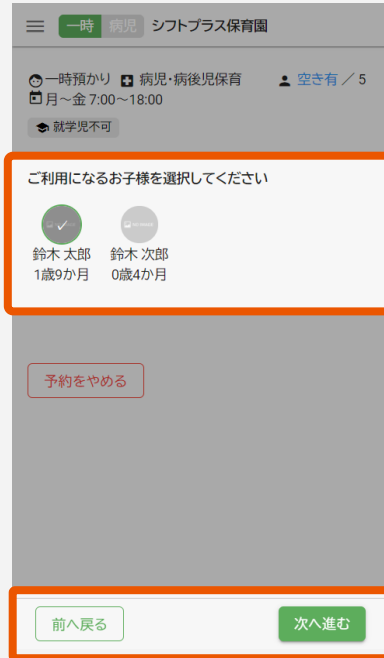 一時 病児 シフトプラス保育園
一時預かり 病児・病後児保育 空き有 / 5
月～金 7:00～18:00
就学児不可
ご利用になるお子様を選択してください
鈴木 太郎 鈴木 次郎
1歳9か月 0歳4か月
予約をやめる
前へ戻る 次へ進む